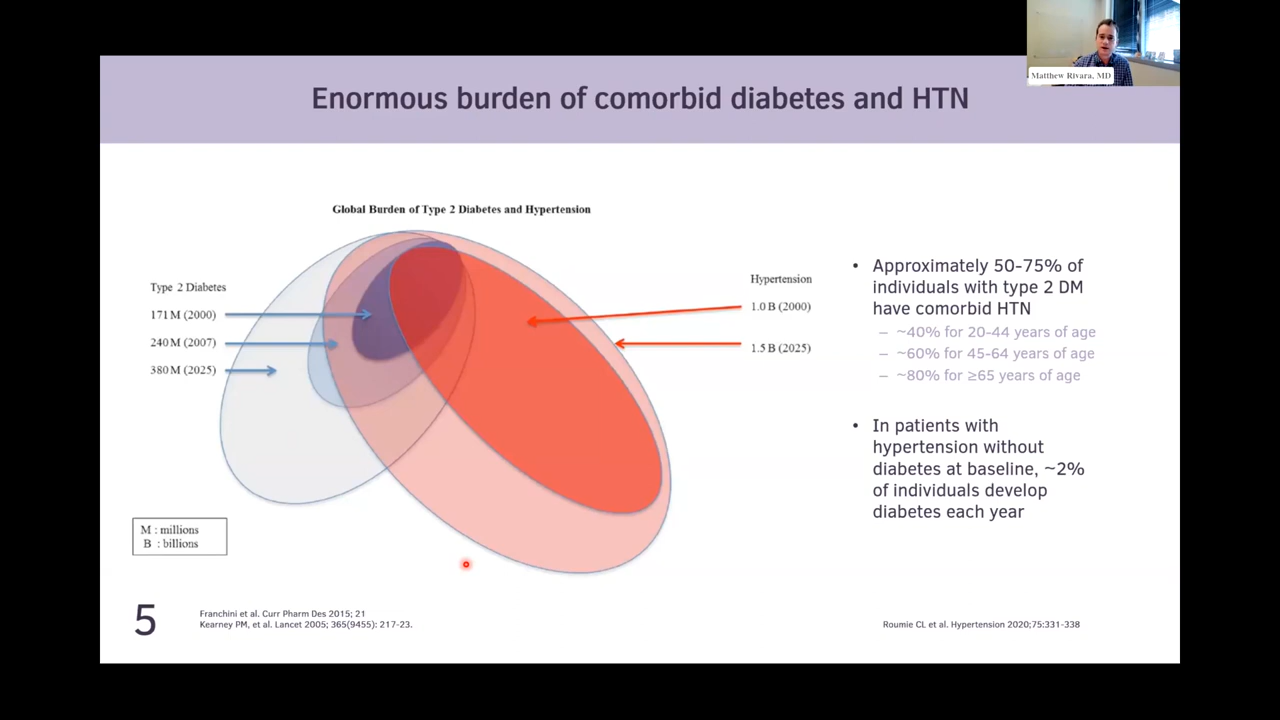 Matthew Rivara, MD
Enormous burden of comorbid diabetes and HTN
Global Burden of Type 2 Diabetes and Hypertension
Type 2 Diabetes
171 M (2000)
240 M (2007)
380 M (2025)
Hypertension
1.0 B (2000)
1.5 B (2025)
M : millions
B : billions
• Approximately 50-75% of
individuals with type 2 DM
have comorbid HTN
– ~40% for 20-44 years of age
– ~60% for 45-64 years of age
– ~80% for ≥65 years of age
• In patients with
hypertension without
diabetes at baseline, ~2%
of individuals develop
diabetes each year
5
Franchini et al. Curr Pharm Des 2015; 21
Kearney PM, et al. Lancet 2005; 365(9455): 217-23.
Roumie CL et al. Hypertension 2020;75:331-338